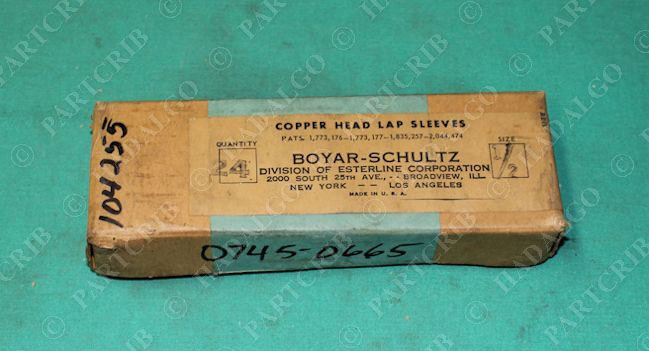 COPPER HEAD LAP SLEEVES
PATS. 1,773,176-1,773,177-1,835,257-2,044,474
QUANTITY
24
SIZE
1/2
BOYAR-SCHULTZ
DIVISION OF ESTERLINE CORPORATION
2000 SOUTH 25TH AVE., - - BROADVIEW, ILL
NEW YORK -- LOS ANGELES
MADE IN U. S. A.
104255
0745-0665
© PARTCRIB
© HADALGO